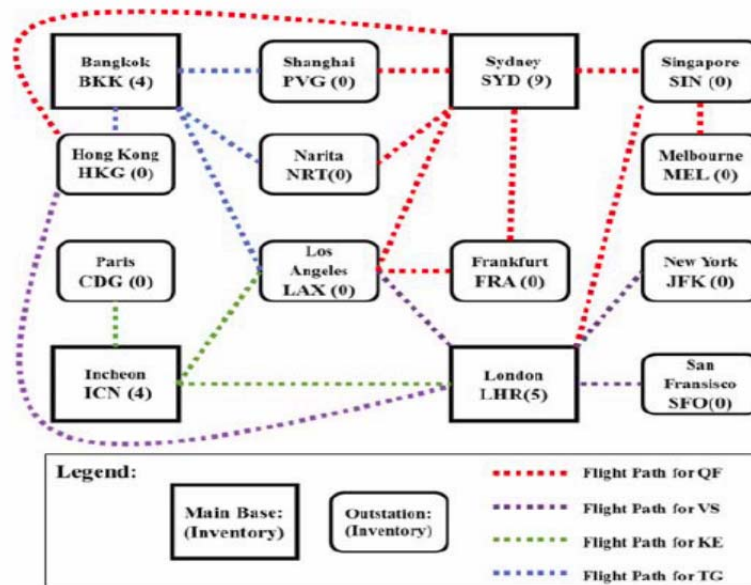 Bangkok
BKK (4)
Shanghai
PVG (0)
Sydney
SYD (9)
Singapore
SIN (0)
Hong Kong
HKG (0)
Narita
NRT(0)
Melbourne
MEL (0)
Paris
CDG (0)
Los
Angeles
LAX (0)
Frankfurt
FRA (0)
New York
JFK (0)
Incheon
ICN (4)
London
LHR(5)
San
Fransisco
SFO(0)
Legend:
Main Base:
(Inventory)
Outstation:
(Inventory)
Flight Path for QF
Flight Path for VS
Flight Path for KE
Flight Path for TG